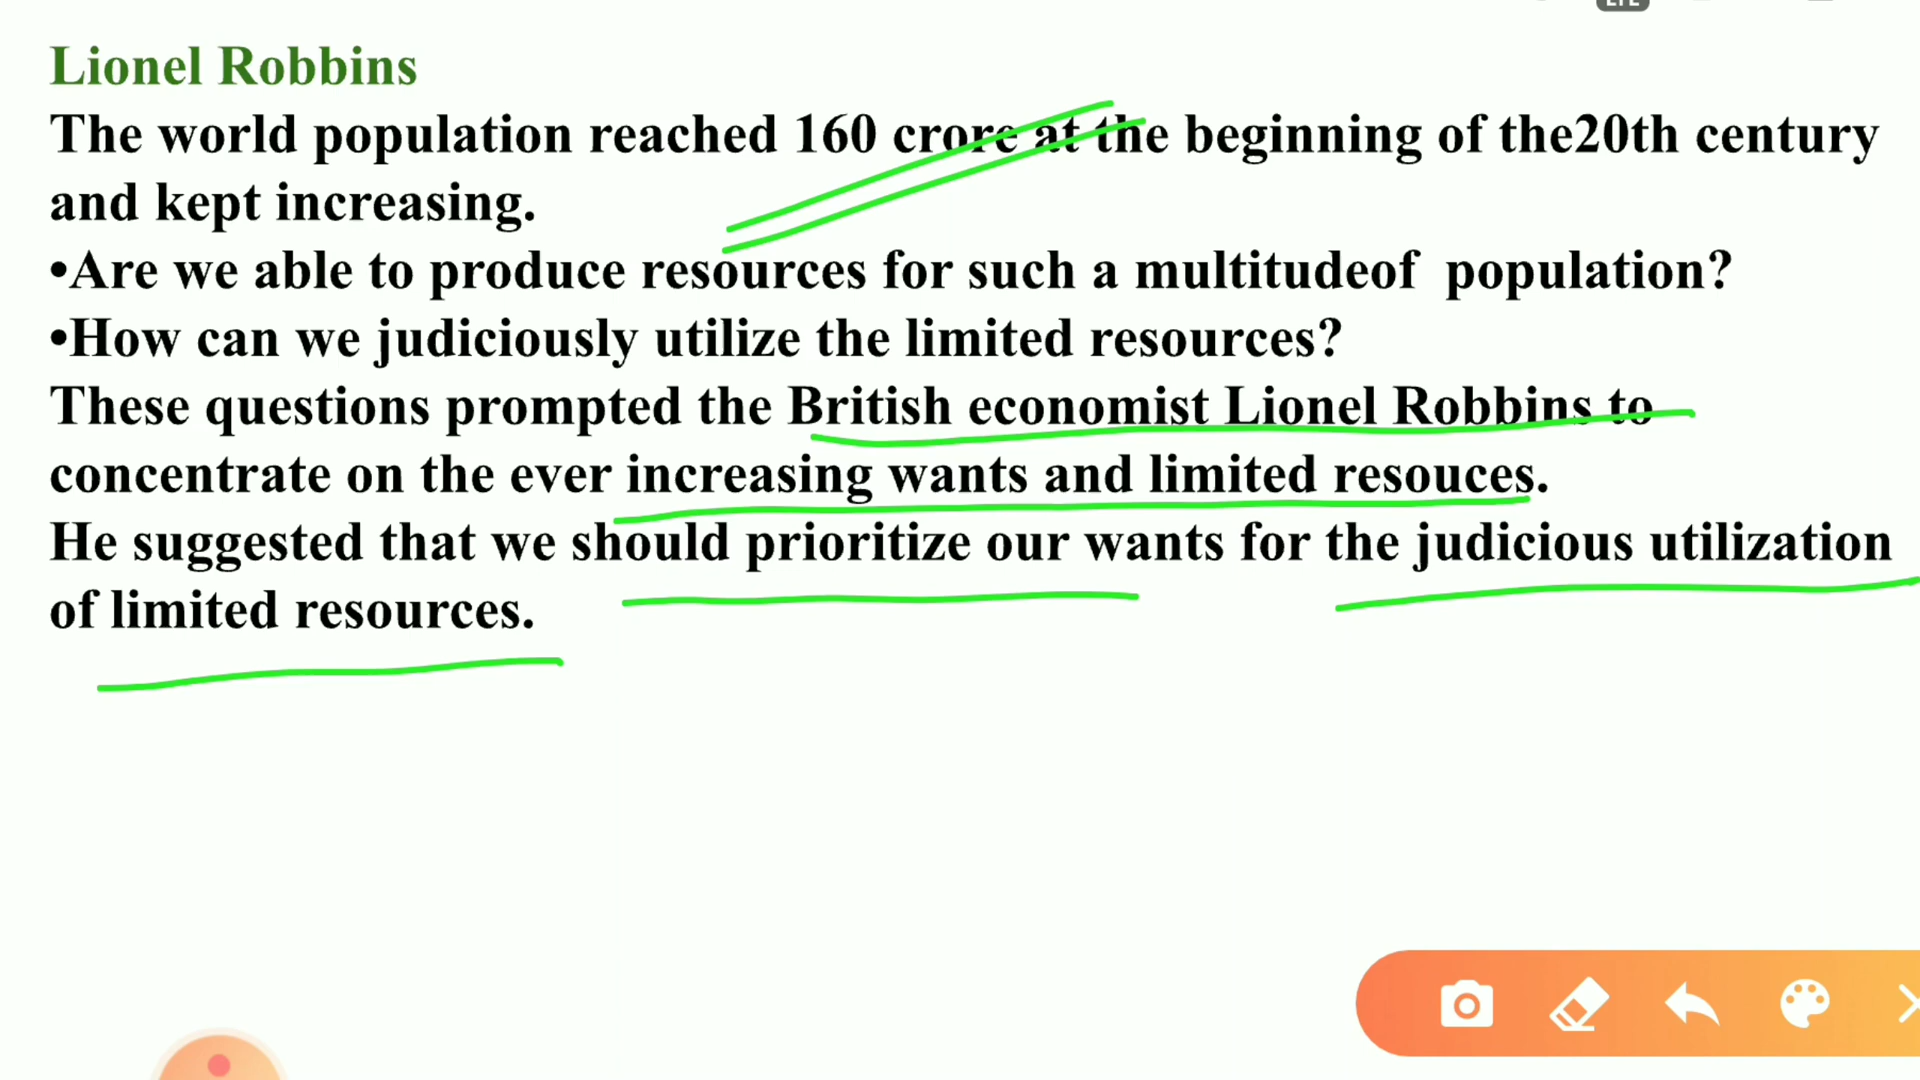 Lionel Robbins
The world population reached 160 crore at the beginning of the20th century
and kept increasing.
•Are we able to produce resources for such a multitudeof population?
•How can we judiciously utilize the limited resources?
These questions prompted the British economist Lionel Robbins to
concentrate on the ever increasing wants and limited resouces.
He suggested that we should prioritize our wants for the judicious utilization
of limited resources.